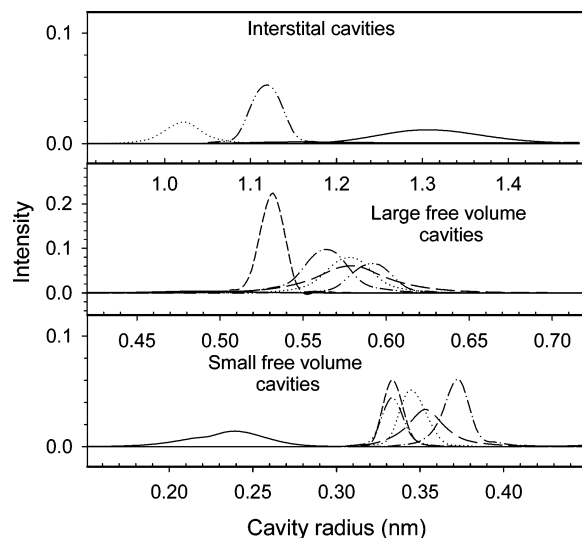 0.1
Interstital cavities
0.0
1.0 1.1 1.2 1.3 1.4
Intensity
0.2
Large free volume
cavities
0.1
0.0
0.45 0.50 0.55 0.60 0.65 0.70
0.1
Small free volume
cavities
0.0
0.20 0.25 0.30 0.35 0.40
Cavity radius (nm)